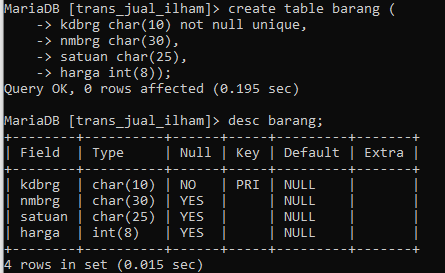 MariaDB [trans_jual_ilham]> create table barang (
    -> kdbrg char(10) not null unique,
    -> nmbrg char(30),
    -> satuan char(25),
    -> harga int(8));
Query OK, 0 rows affected (0.195 sec)

MariaDB [trans_jual_ilham]> desc barang;
+--------+----------+------+-----+---------+-------+
| Field  | Type     | Null | Key | Default | Extra |
+--------+----------+------+-----+---------+-------+
| kdbrg  | char(10) | NO   | PRI | NULL    |       |
| nmbrg  | char(30) | YES  |     | NULL    |       |
| satuan | char(25) | YES  |     | NULL    |       |
| harga  | int(8)   | YES  |     | NULL    |       |
+--------+----------+------+-----+---------+-------+
4 rows in set (0.015 sec)